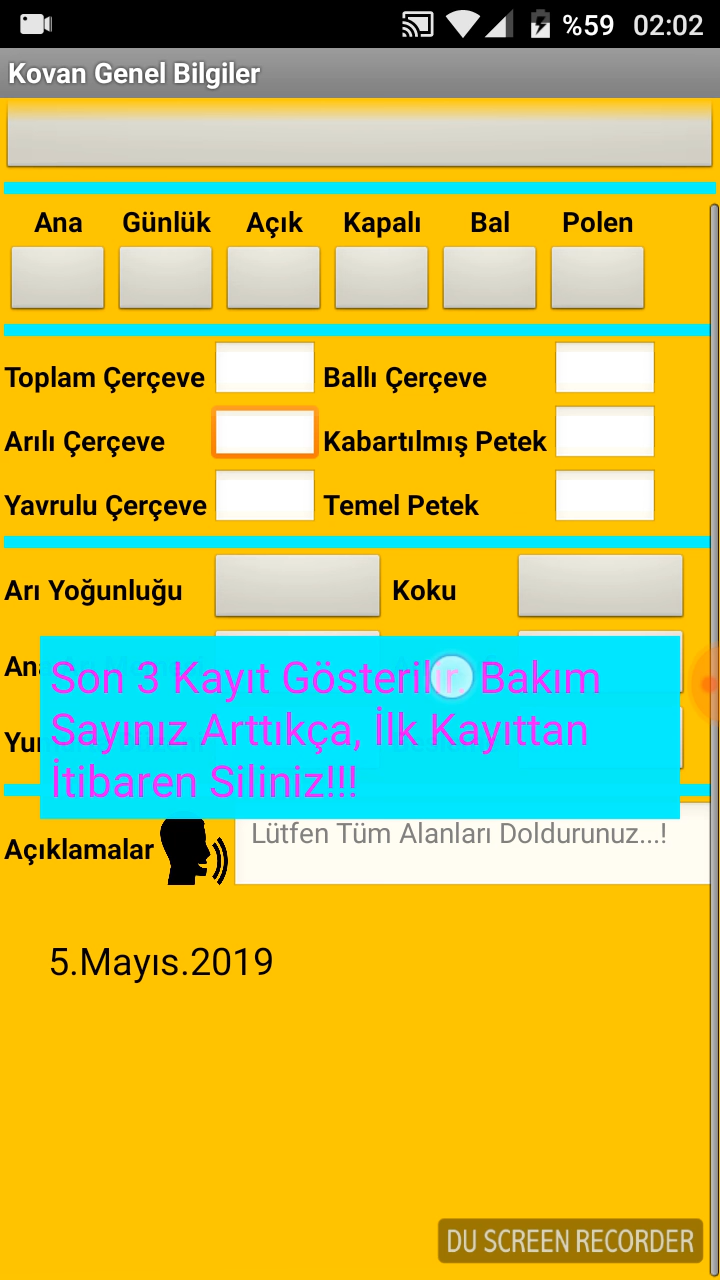 %59 02:02
Kovan Genel Bilgiler
Ana Günlük Açık Kapalı Bal Polen
Toplam Çerçeve Ballı Çerçeve
Arılı Çerçeve Kabartılmış Petek
Yavrulu Çerçeve Temel Petek
Arı Yoğunluğu Koku
Son 3 Kayıt Gösterilir, Bakım
Sayınız Arttıkça, İlk Kayıttan
İtibaren Siliniz!!!
Açıklamalar Lütfen Tüm Alanları Doldurunuz...!
5.Mayıs.2019
DU SCREEN RECORDER